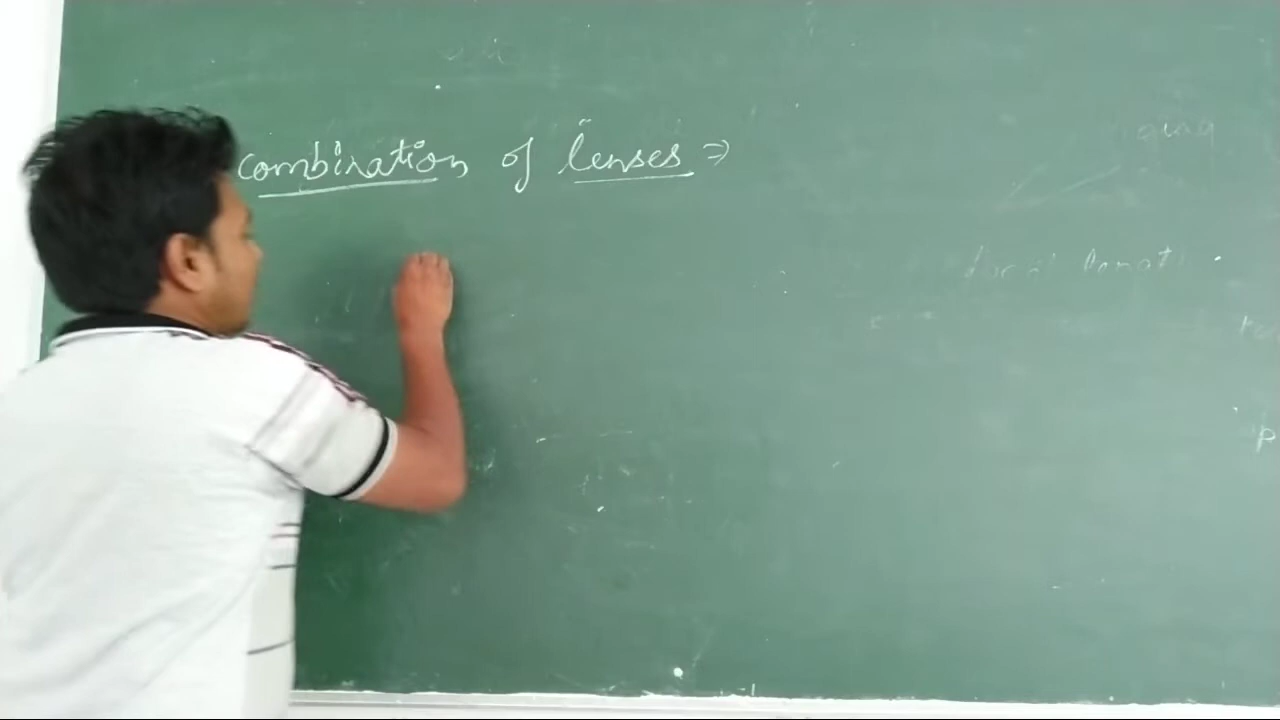 combination of lenses ⇒